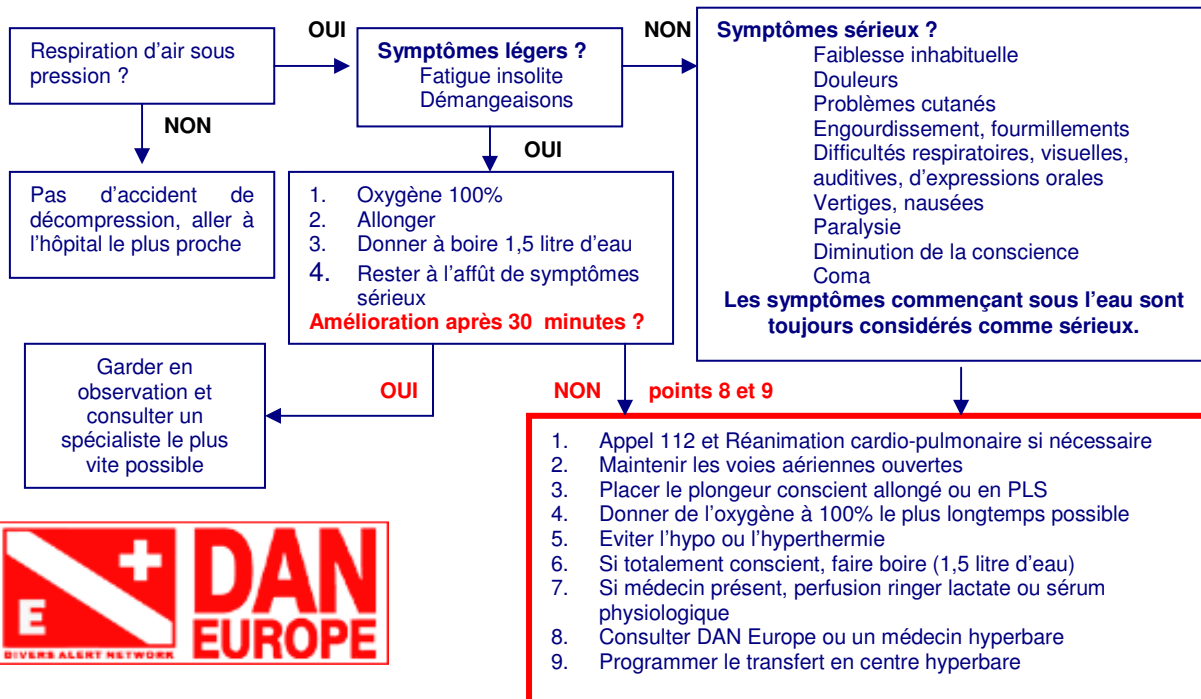 Respiration d'air sous
pression ?
OUI
Symptômes légers ?
Fatigue insolite
Démangeaisons
NON
Symptômes sérieux ?
Faiblesse inhabituelle
Douleurs
Problèmes cutanés
Engourdissement, fourmillements
Difficultés respiratoires, visuelles,
auditives, d'expressions orales
Vertiges, nausées
Paralysie
Diminution de la conscience
Coma
Les symptômes commençant sous l'eau sont
toujours considérés comme sérieux.
NON
OUI
Pas d'accident de
décompression, aller à
l'hôpital le plus proche
1. Oxygène 100%
2. Allonger
3. Donner à boire 1,5 litre d'eau
4. Rester à l'affût de symptômes
sérieux
Amélioration après 30 minutes ?
Garder en
observation et
consulter un
spécialiste le plus
vite possible
OUI
NON points 8 et 9
1. Appel 112 et Réanimation cardio-pulmonaire si nécessaire
2. Maintenir les voies aériennes ouvertes
3. Placer le plongeur conscient allongé ou en PLS
4. Donner de l'oxygène à 100% le plus longtemps possible
5. Eviter l'hypo ou l'hyperthermie
6. Si totalement conscient, faire boire (1,5 litre d'eau)
7. Si médecin présent, perfusion ringer lactate ou sérum
physiologique
8. Consulter DAN Europe ou un médecin hyperbare
9. Programmer le transfert en centre hyperbare
E
DIVERS ALERT NETWORK
DAN
EUROPE